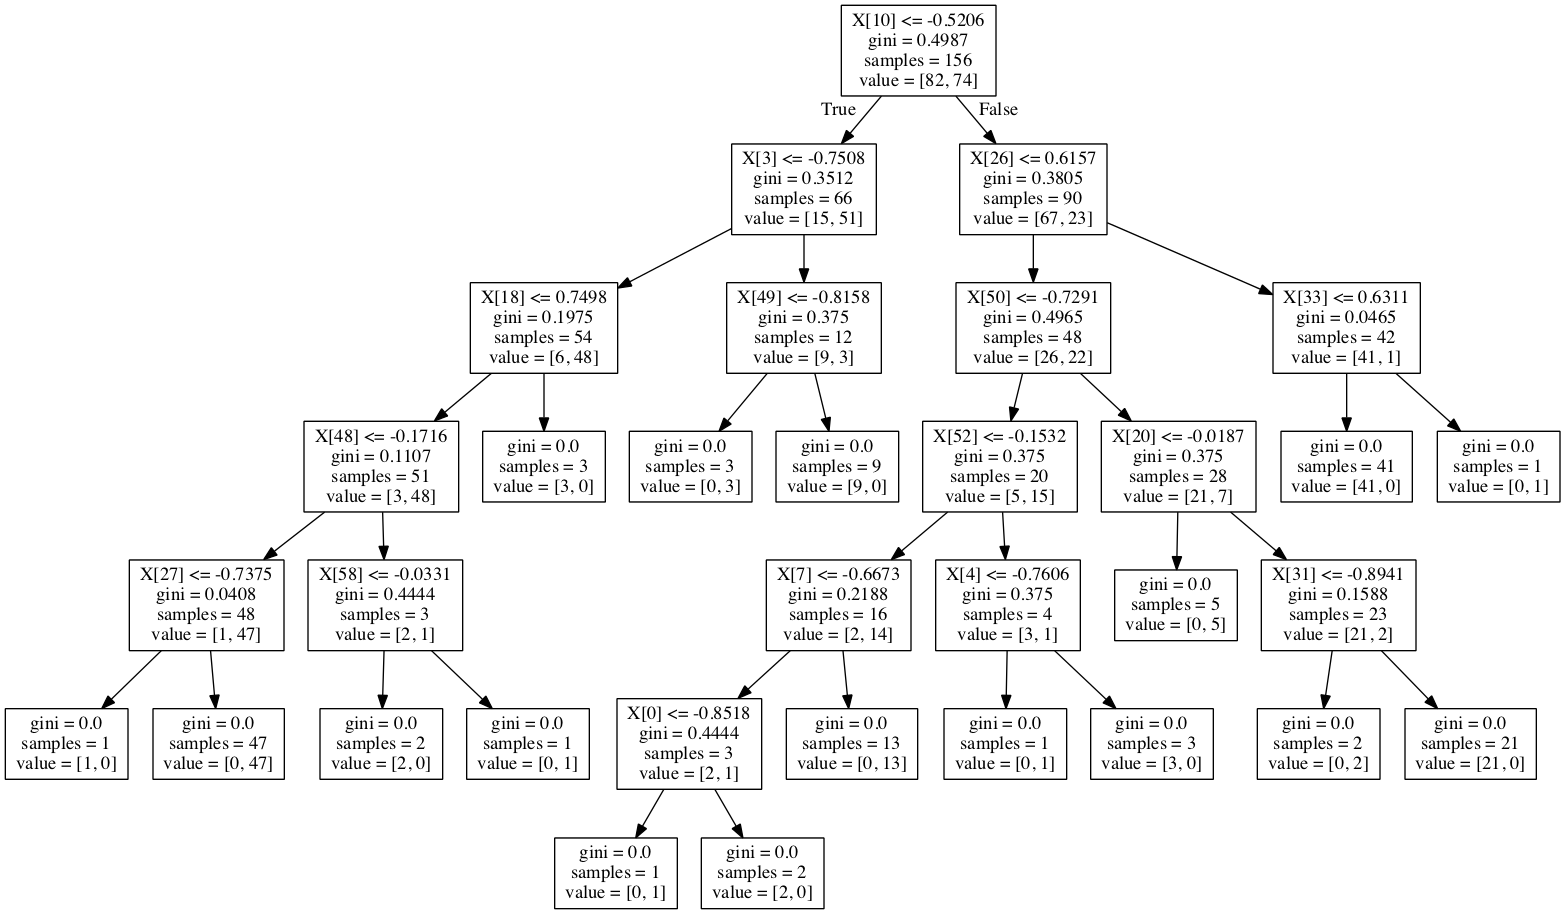 X[10] <= -0.5206
gini = 0.4987
samples = 156
value = [82, 74]
True
False
X[3] <= -0.7508
gini = 0.3512
samples = 66
value = [15, 51]
X[26] <= 0.6157
gini = 0.3805
samples = 90
value = [67, 23]
X[18] <= 0.7498
gini = 0.1975
samples = 54
value = [6, 48]
X[49] <= -0.8158
gini = 0.375
samples = 12
value = [9, 3]
X[50] <= -0.7291
gini = 0.4965
samples = 48
value = [26, 22]
X[33] <= 0.6311
gini = 0.0465
samples = 42
value = [41, 1]
X[48] <= -0.1716
gini = 0.1107
samples = 51
value = [3, 48]
gini = 0.0
samples = 3
value = [3, 0]
gini = 0.0
samples = 3
value = [0, 3]
gini = 0.0
samples = 9
value = [9, 0]
X[52] <= -0.1532
gini = 0.375
samples = 20
value = [5, 15]
X[20] <= -0.0187
gini = 0.375
samples = 28
value = [21, 7]
gini = 0.0
samples = 41
value = [41, 0]
gini = 0.0
samples = 1
value = [0, 1]
X[27] <= -0.7375
gini = 0.0408
samples = 48
value = [1, 47]
X[58] <= -0.0331
gini = 0.4444
samples = 3
value = [2, 1]
X[7] <= -0.6673
gini = 0.2188
samples = 16
value = [2, 14]
X[4] <= -0.7606
gini = 0.375
samples = 4
value = [3, 1]
gini = 0.0
samples = 5
value = [0, 5]
X[31] <= -0.8941
gini = 0.1588
samples = 23
value = [21, 2]
gini = 0.0
samples = 1
value = [1, 0]
gini = 0.0
samples = 47
value = [0, 47]
gini = 0.0
samples = 2
value = [2, 0]
gini = 0.0
samples = 1
value = [0, 1]
X[0] <= -0.8518
gini = 0.4444
samples = 3
value = [2, 1]
gini = 0.0
samples = 13
value = [0, 13]
gini = 0.0
samples = 1
value = [0, 1]
gini = 0.0
samples = 3
value = [3, 0]
gini = 0.0
samples = 2
value = [0, 2]
gini = 0.0
samples = 21
value = [21, 0]
gini = 0.0
samples = 1
value = [0, 1]
gini = 0.0
samples = 2
value = [2, 0]